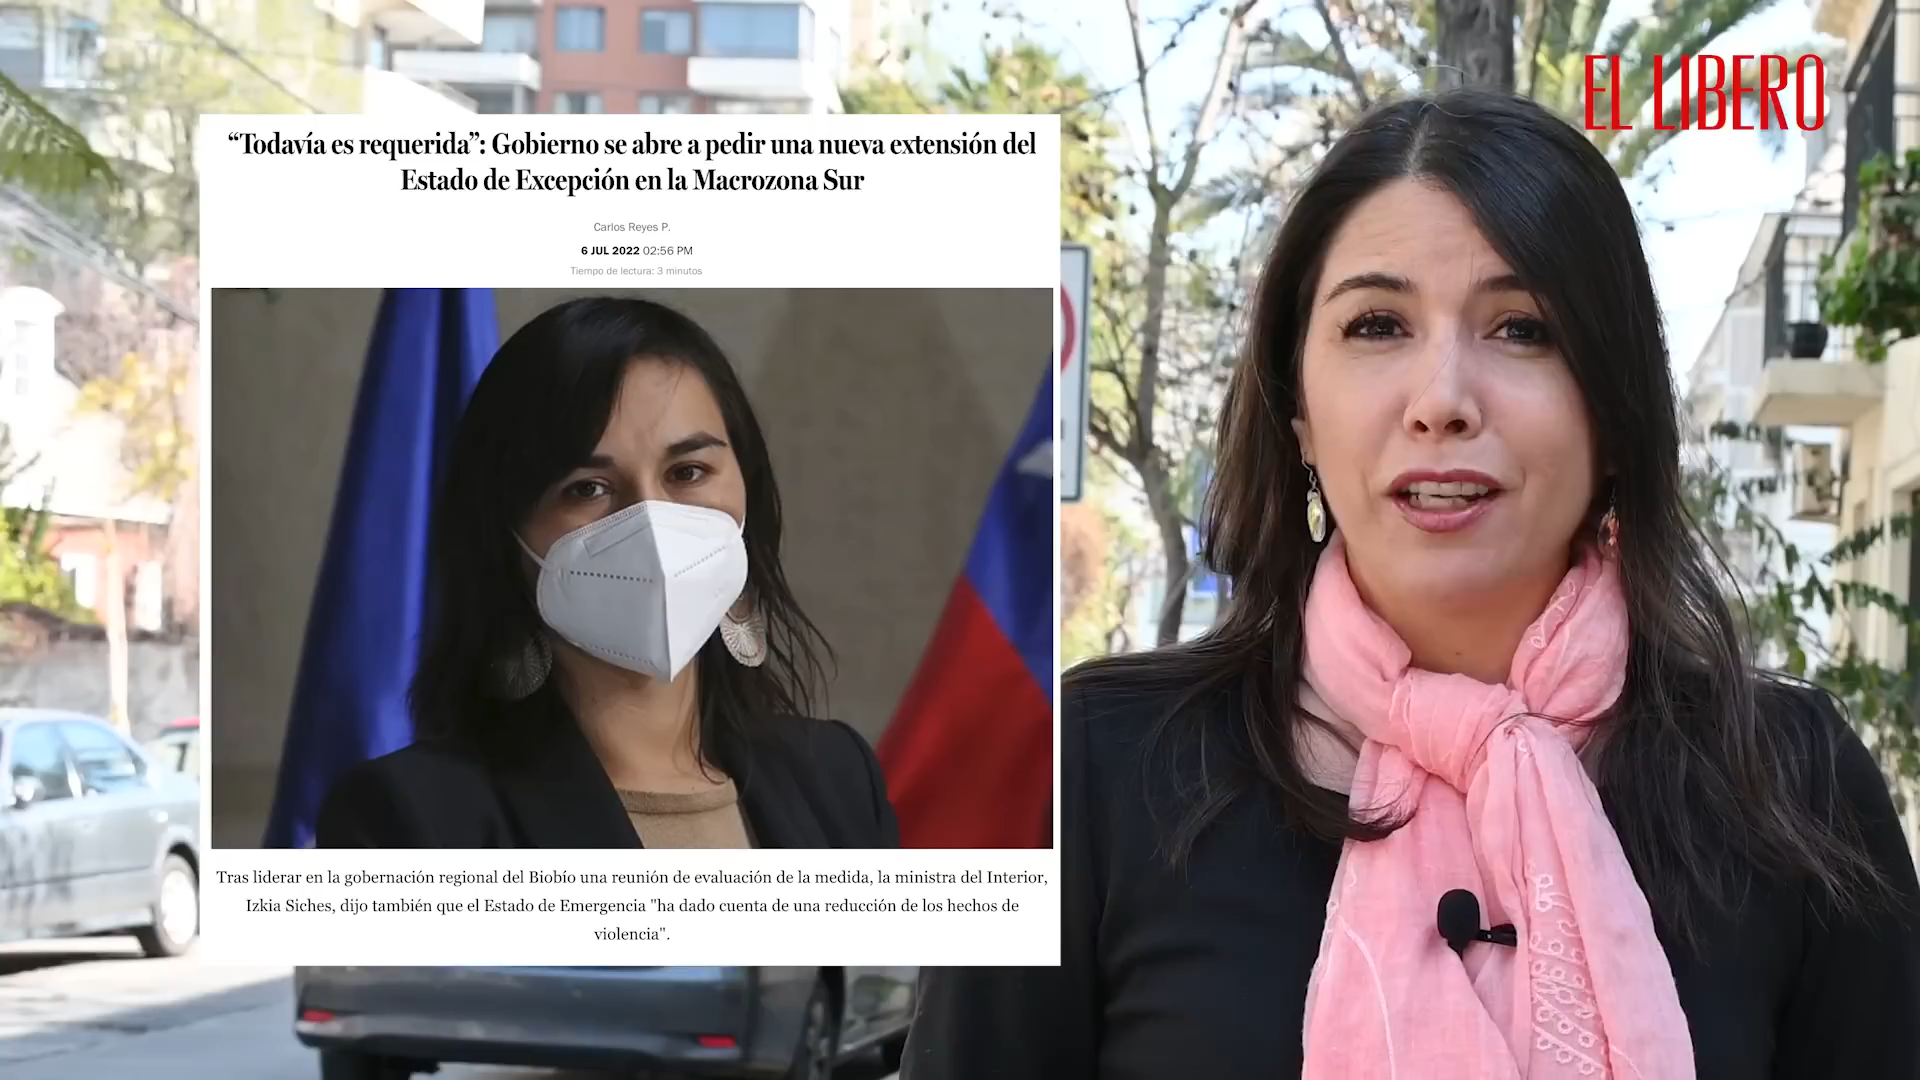 EL LIBERO
“Todavía es requerida”: Gobierno se abre a pedir una nueva extensión del
Estado de Excepción en la Macrozona Sur
Carlos Reyes P.
6 JUL 2022 02:56 PM
Tiempo de lectura: 3 minutos
Tras liderar en la gobernación regional del Biobío una reunión de evaluación de la medida, la ministra del Interior,
Izkia Siches, dijo también que el Estado de Emergencia "ha dado cuenta de una reducción de los hechos de
violencia".